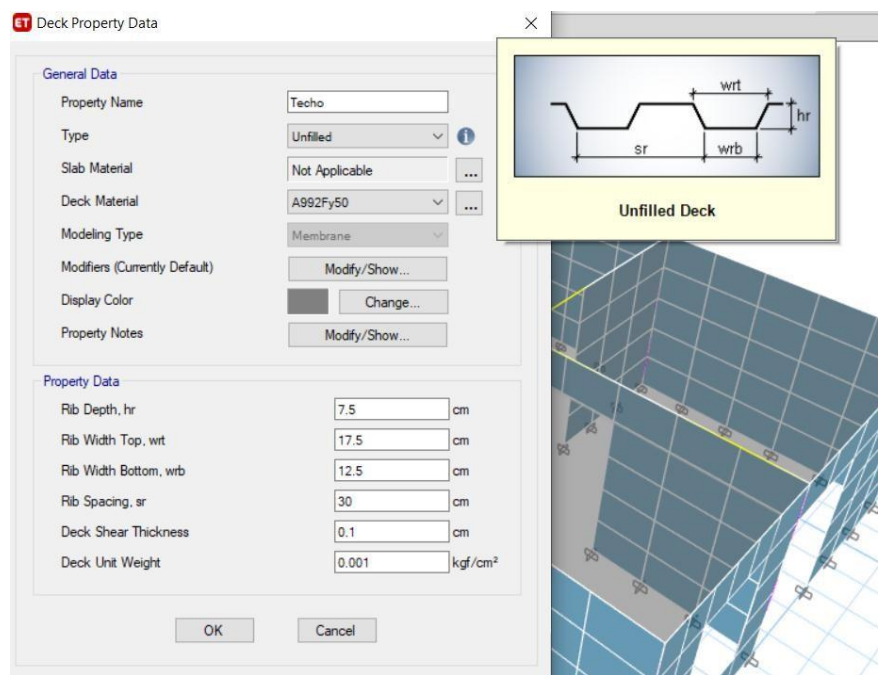 ET Deck Property Data
General Data
Property Name Techo
Type Unfilled
Slab Material Not Applicable ...
Deck Material A992Fy50 ...
Modeling Type Membrane
Modifiers (Currently Default) Modify/Show...
Display Color Change...
Property Notes Modify/Show...
Property Data
Rib Depth, hr 7.5 cm
Rib Width Top, wrt 17.5 cm
Rib Width Bottom, wrb 12.5 cm
Rib Spacing, sr 30 cm
Deck Shear Thickness 0.1 cm
Deck Unit Weight 0.001 kgf/cm²
OK Cancel
wrt
hr
sr wrb
Unfilled Deck